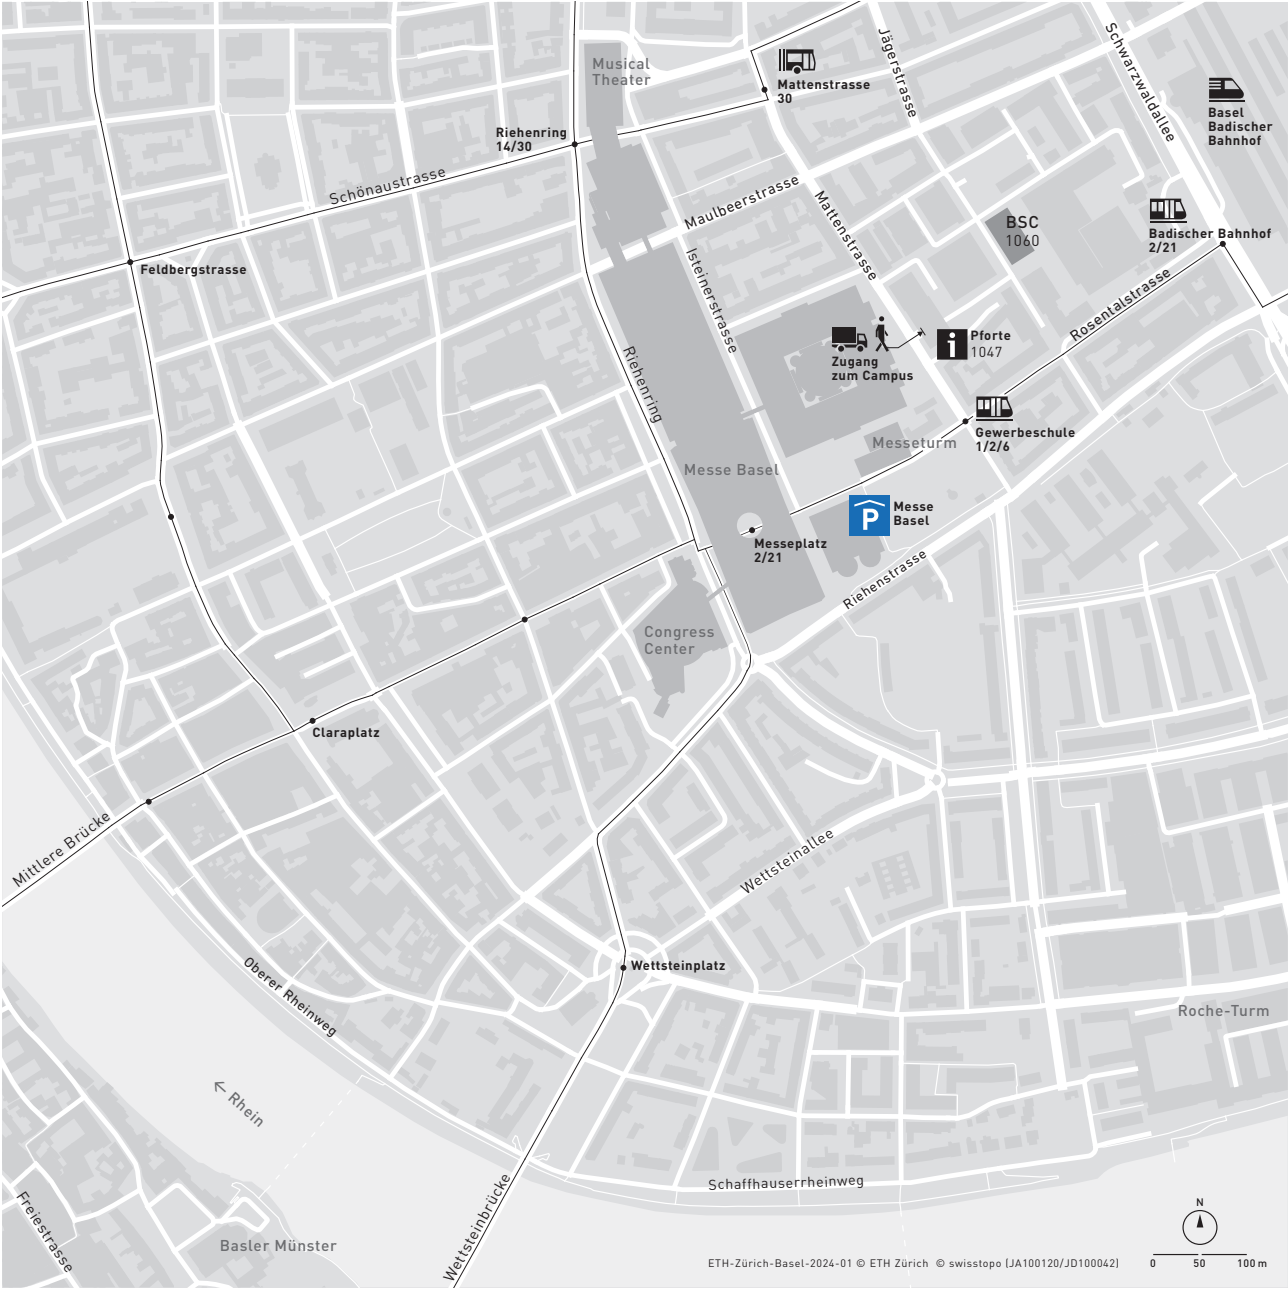 Musical
Theater
Mattenstrasse
30
Jägerstrasse
Schwarzwaldallee
Basel
Badischer
Bahnhof
Riehenring
14/30
Schönaustrasse
Maulbeerstrasse
Mattenstrasse
BSC
1060
Badischer Bahnhof
2/21
Feldbergstrasse
Isteinerstrasse
Rosentalstrasse
Riehenring
Zugang
zum Campus
i
Pforte
1047
Messeturm
Gewerbeschule
1/2/6
Messe Basel
P
Messe
Basel
Messeplatz
2/21
Riehenstrasse
Congress
Center
Claraplatz
Mittlere Brücke
Wettsteinallee
Wettsteinplatz
Oberer Rheinweg
Roche-Turm
Rhein
Schaffhauserrheinweg
Wettsteinbrücke
Freiestrasse
Basler Münster
N
ETH-Zürich-Basel-2024-01 © ETH Zürich © swisstopo (JA100120/JD100042)
0 50 100 m